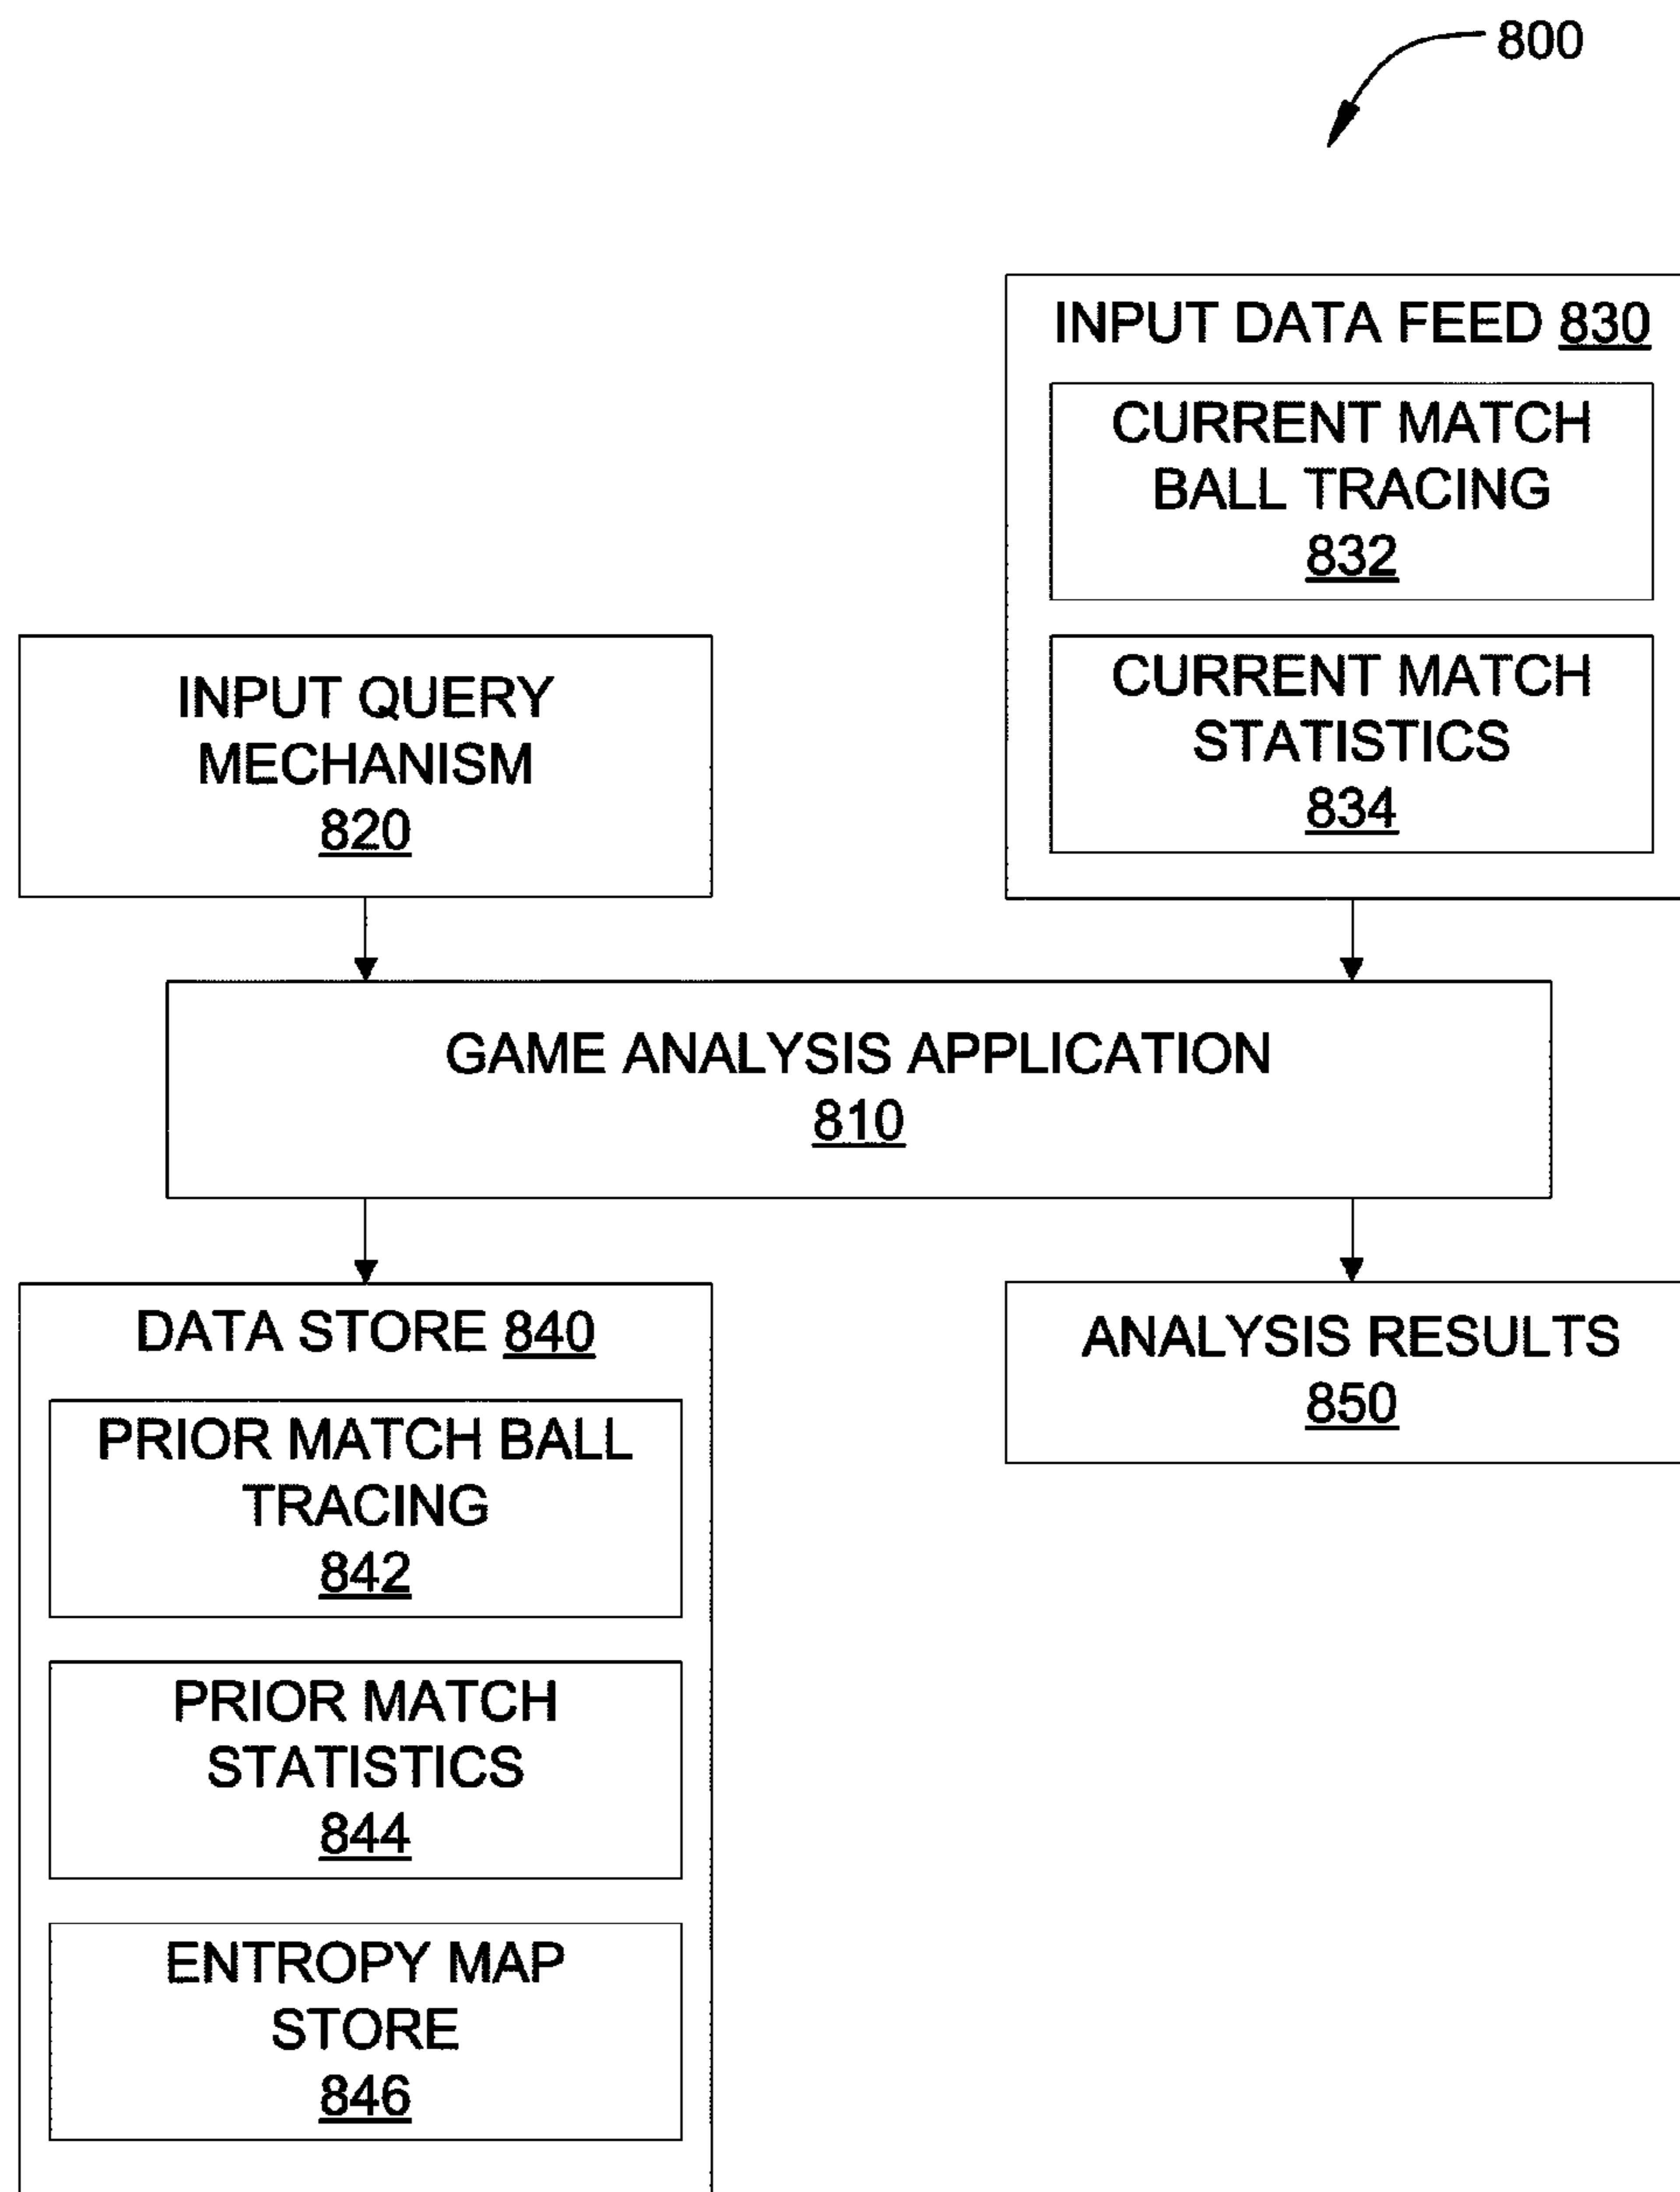 800
INPUT DATA FEED 830
CURRENT MATCH
BALL TRACING
832
CURRENT MATCH
STATISTICS
834
INPUT QUERY
MECHANISM
820
GAME ANALYSIS APPLICATION
810
DATA STORE 840
PRIOR MATCH BALL
TRACING
842
PRIOR MATCH
STATISTICS
844
ENTROPY MAP
STORE
846
ANALYSIS RESULTS
850